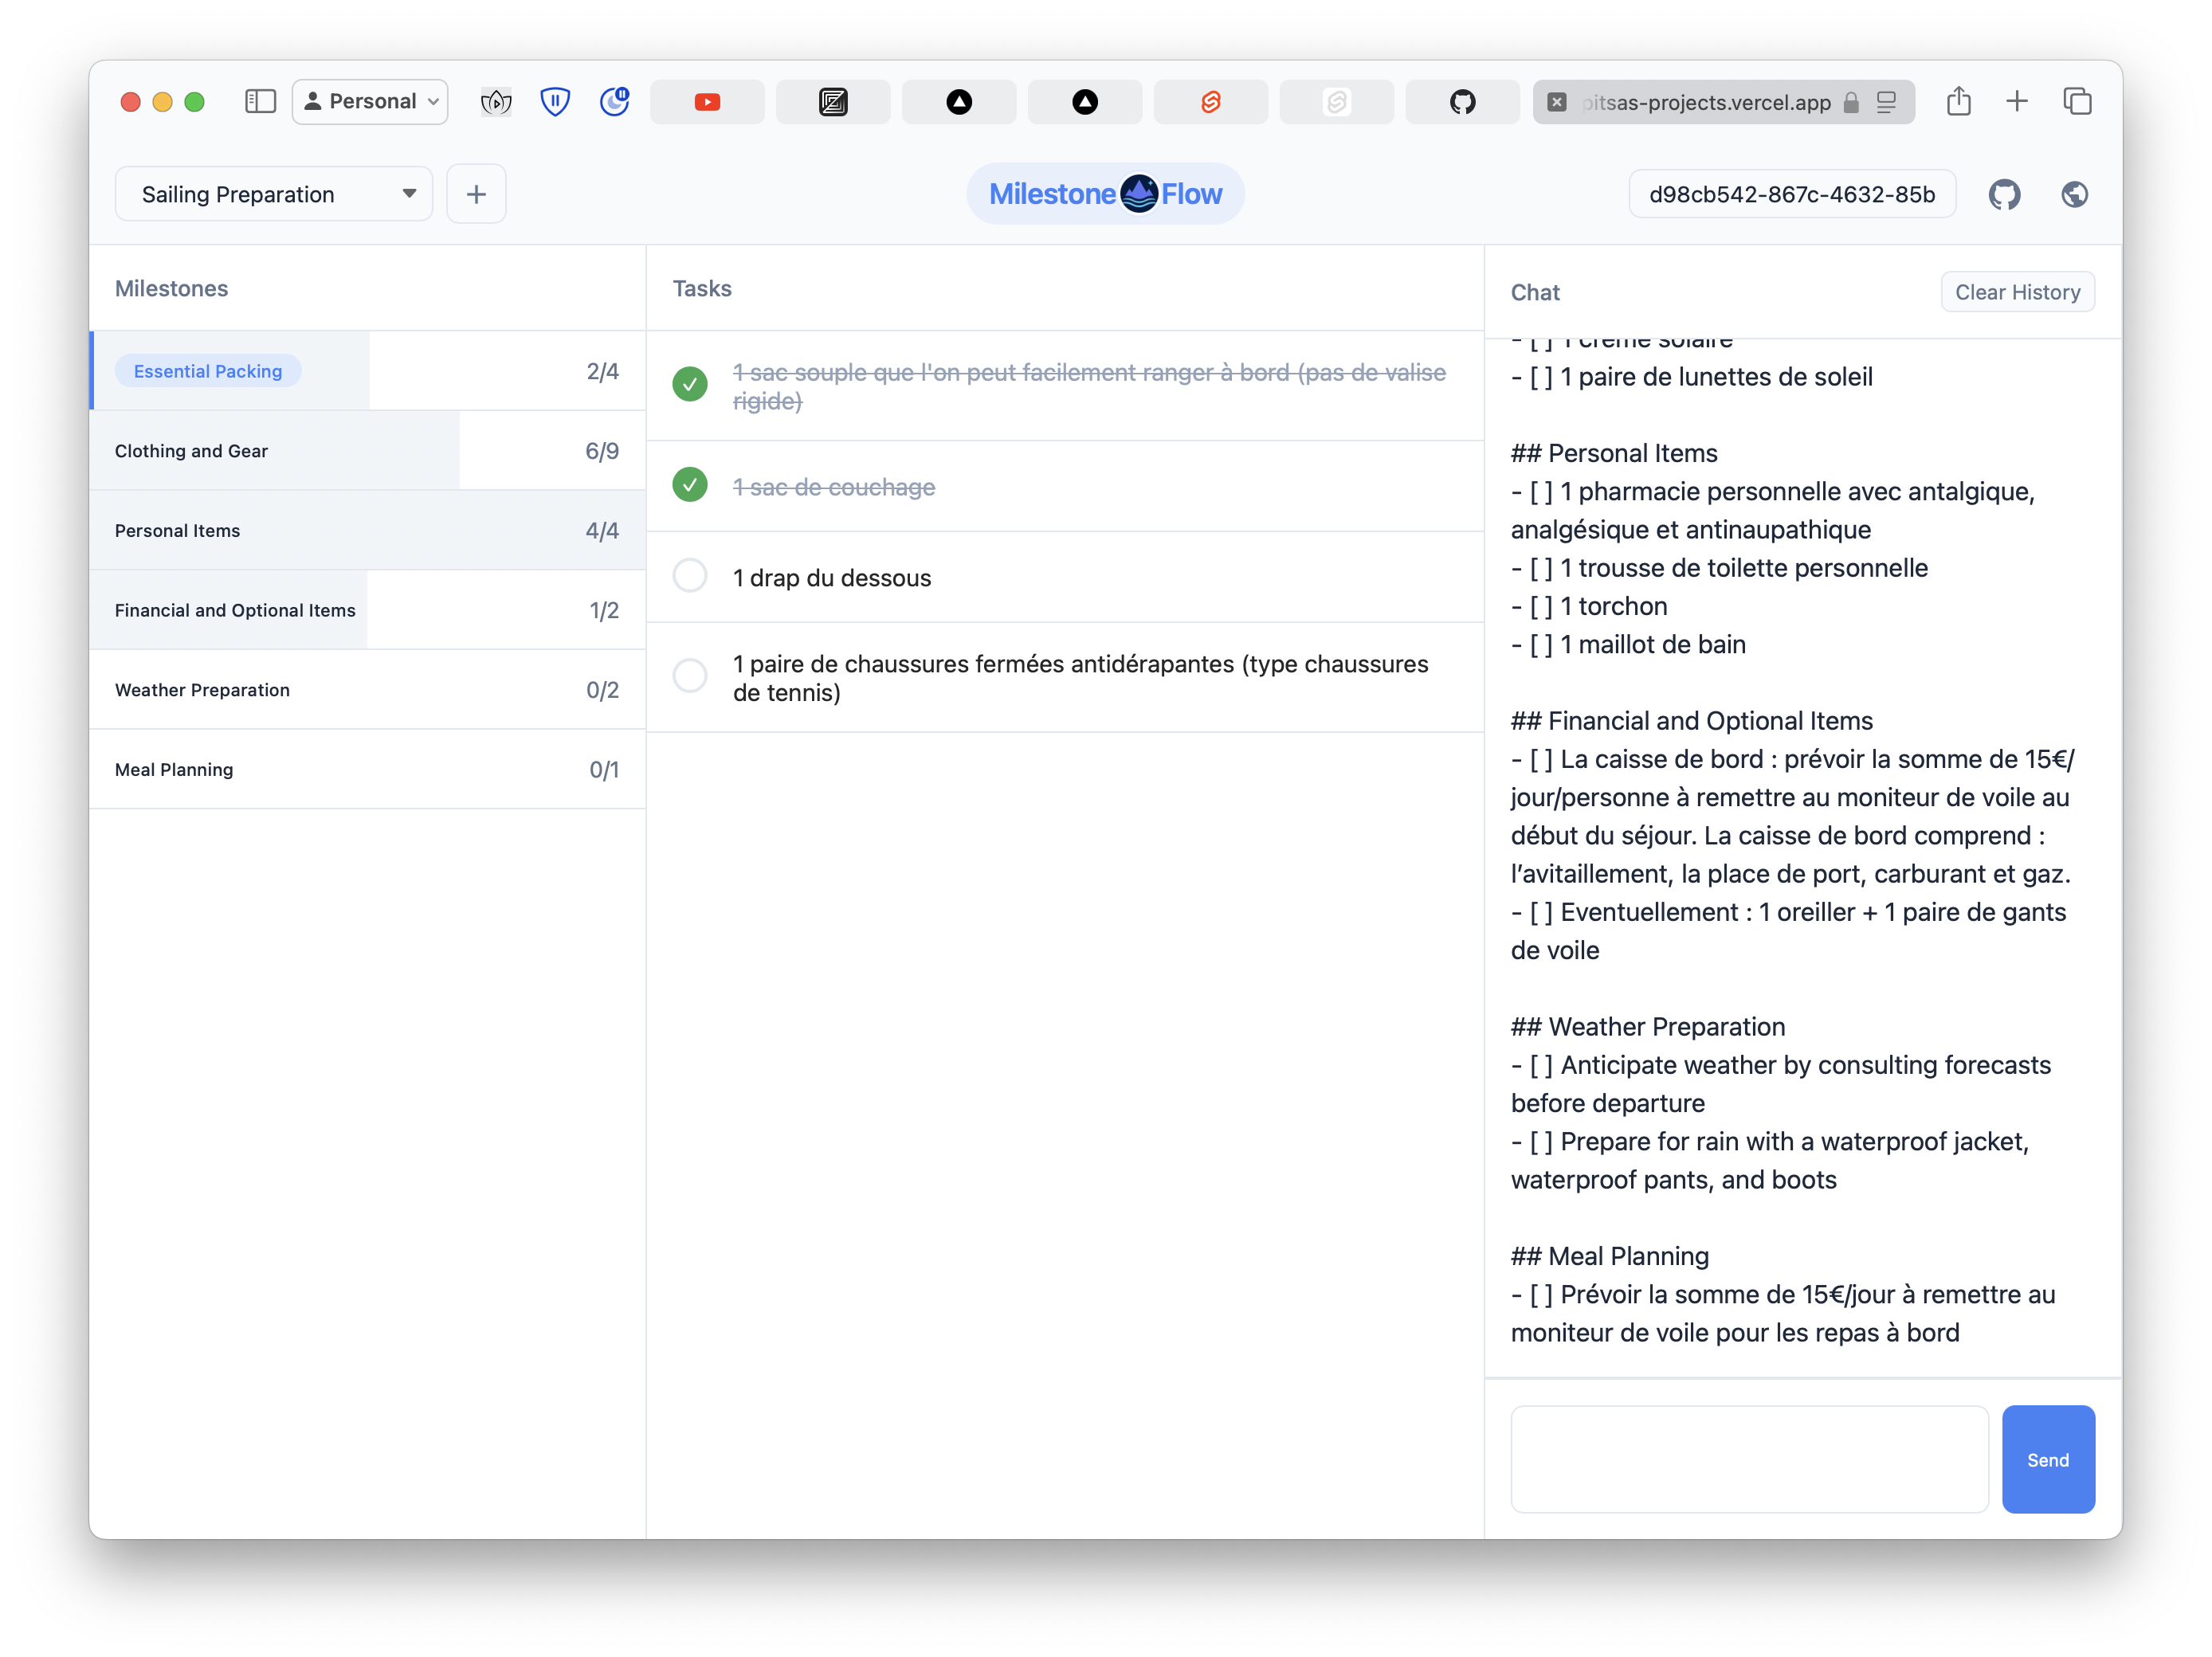 Personal
pitsas-projects.vercel.app
Sailing Preparation
Milestone Flow
d98cb542-867c-4632-85b
Milestones
Essential Packing 2/4
Clothing and Gear 6/9
Personal Items 4/4
Financial and Optional Items 1/2
Weather Preparation 0/2
Meal Planning 0/1
Tasks
1 sac souple que l'on peut facilement ranger à bord (pas de valise
rigide)
1 sac de couchage
1 drap du dessous
1 paire de chaussures fermées antidérapantes (type chaussures
de tennis)
Chat
Clear History
- [ ] 1 crème solaire
- [ ] 1 paire de lunettes de soleil
## Personal Items
- [ ] 1 pharmacie personnelle avec antalgique,
analgésique et antinaupathique
- [ ] 1 trousse de toilette personnelle
- [ ] 1 torchon
- [ ] 1 maillot de bain
## Financial and Optional Items
- [ ] La caisse de bord : prévoir la somme de 15€/
jour/personne à remettre au moniteur de voile au
début du séjour. La caisse de bord comprend :
l’avitaillement, la place de port, carburant et gaz.
- [ ] Eventuellement : 1 oreiller + 1 paire de gants
de voile
## Weather Preparation
- [ ] Anticipate weather by consulting forecasts
before departure
- [ ] Prepare for rain with a waterproof jacket,
waterproof pants, and boots
## Meal Planning
- [ ] Prévoir la somme de 15€/jour à remettre au
moniteur de voile pour les repas à bord
Send